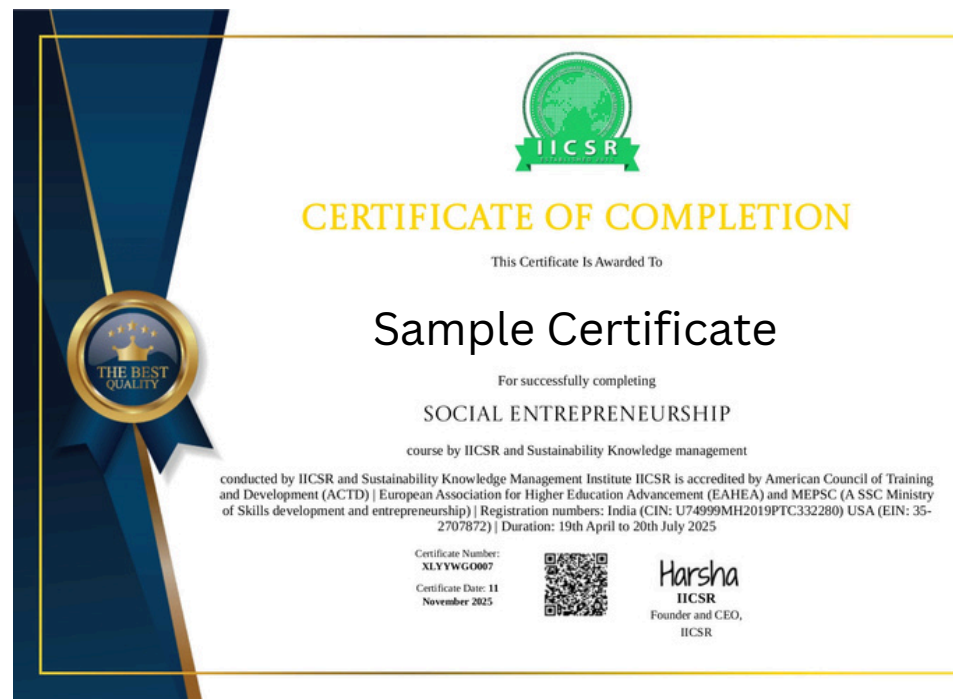 IICSR
CERTIFICATE OF COMPLETION
This Certificate Is Awarded To
Sample Certificate
THE BEST
QUALITY
For successfully completing
SOCIAL ENTREPRENEURSHIP
course by IICSR and Sustainability Knowledge management
conducted by IICSR and Sustainability Knowledge Management Institute IICSR is accredited by American Council of Training
and Development (ACTD) | European Association for Higher Education Advancement (EAHEA) and MEPSC (A SSC Ministry
of Skills development and entrepreneurship) | Registration numbers: India (CIN: U74999MH2019PTC332280) USA (EIN: 35-
2707872) | Duration: 19th April to 20th July 2025
Certificate Number:
XLYYWGO007
Certificate Date: 11
November 2025
Harsha
IICSR
Founder and CEO,
IICSR